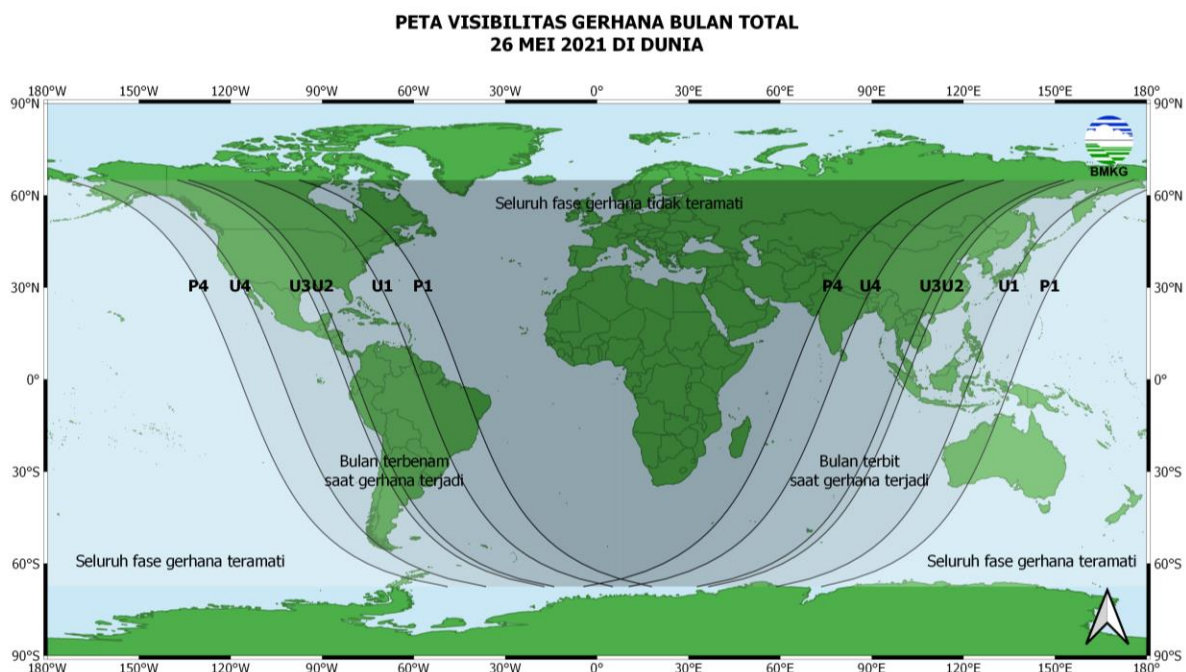 PETA VISIBILITAS GERHANA BULAN TOTAL
26 MEI 2021 DI DUNIA
180°W 150°W 120°W 90°W 60°W 30°W 0° 30°E 60°E 90°E 120°E 150°E 180°
90°N 90°N
BMKG
60°N 60°N
Seluruh fase gerhana tidak teramati
30°N P4 U4 U3 U2 U1 P1 P4 U4 U3 U2 U1 P1 30°N
0° 0°
Bulan terbenam
saat gerhana terjadi
Bulan terbit
saat gerhana terjadi
30°S 30°S
Seluruh fase gerhana teramati
Seluruh fase gerhana teramati
60°S 60°S
90°S 90°S
180°W 150°W 120°W 90°W 60°W 30°W 0° 30°E 60°E 90°E 120°E 150°E 180°